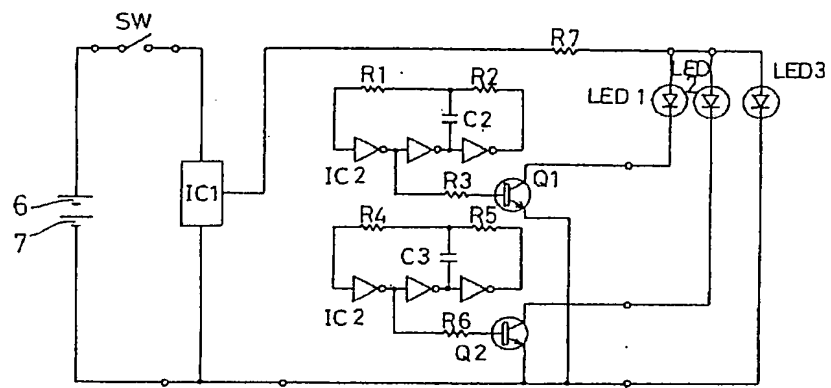 SW
R7
R1
R2
LED 1
LED 2
LED3
C2
6
IC1
IC 2
R3
Q1
7
R4
R5
C3
IC 2
R6
Q2